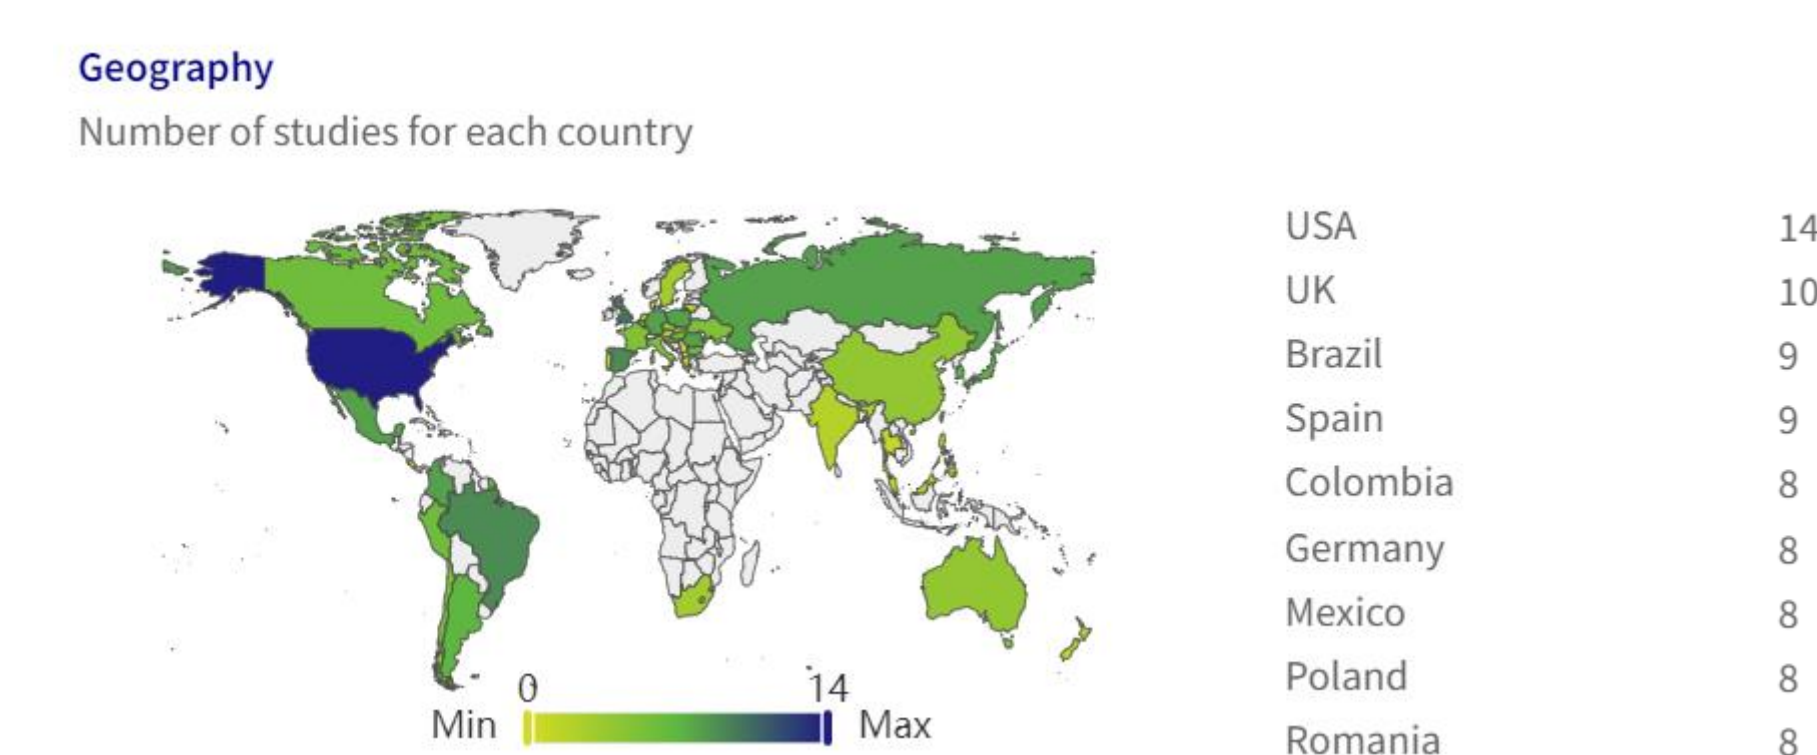 Geography
Number of studies for each country
USA 14
UK 10
Brazil 9
Spain 9
Colombia 8
Germany 8
Mexico 8
Poland 8
Romania 8
0 14
Min Max